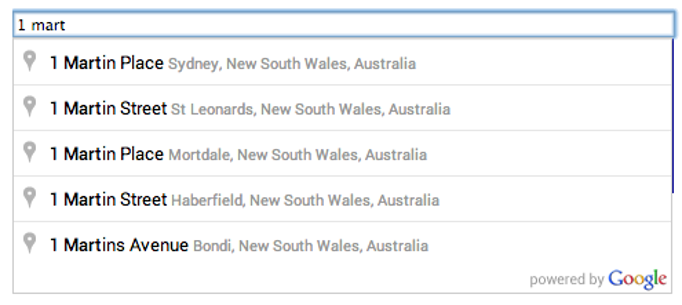 1 mart
1 Martin Place Sydney, New South Wales, Australia
1 Martin Street St Leonards, New South Wales, Australia
1 Martin Place Mortdale, New South Wales, Australia
1 Martin Street Haberfield, New South Wales, Australia
1 Martins Avenue Bondi, New South Wales, Australia
powered by Google